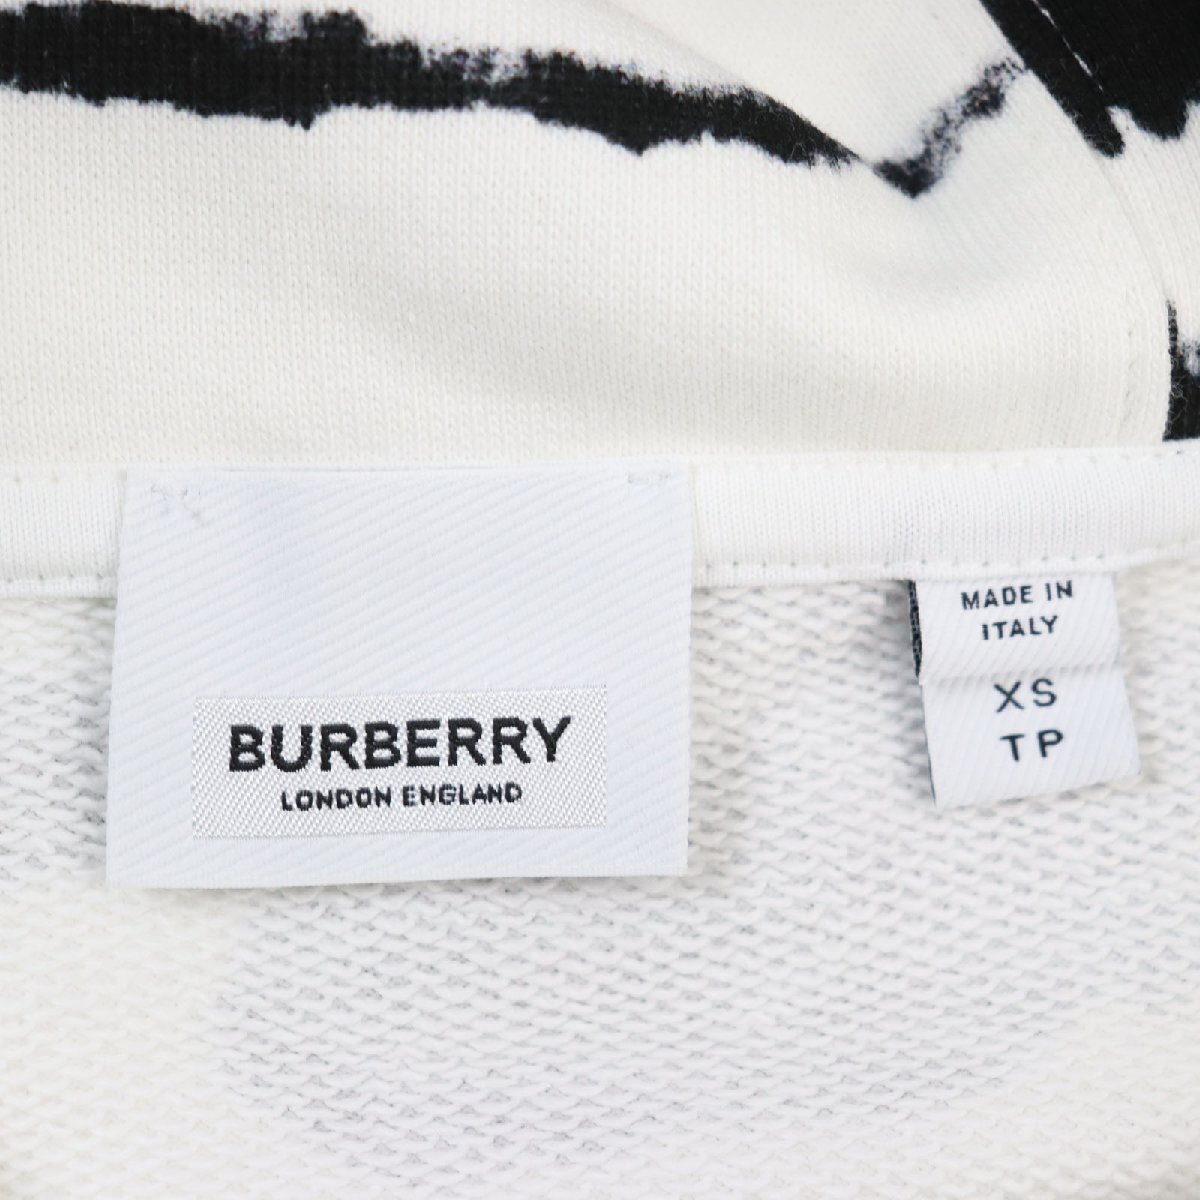 BURBERRY
LONDON ENGLAND
MADE IN
ITALY
XS
TP